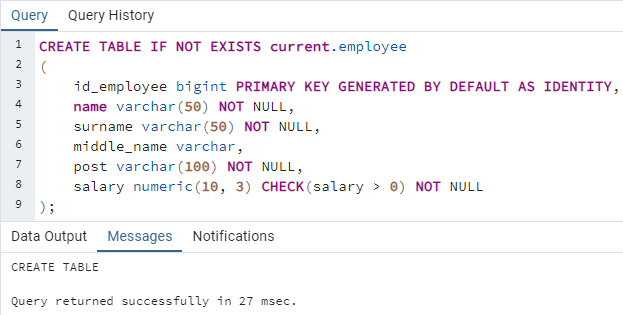 Query Query History
1 CREATE TABLE IF NOT EXISTS current.employee
2 (
3 id_employee bigint PRIMARY KEY GENERATED BY DEFAULT AS IDENTITY,
4 name varchar(50) NOT NULL,
5 surname varchar(50) NOT NULL,
6 middle_name varchar,
7 post varchar(100) NOT NULL,
8 salary numeric(10, 3) CHECK(salary > 0) NOT NULL
9 );
Data Output Messages Notifications
CREATE TABLE
Query returned successfully in 27 msec.